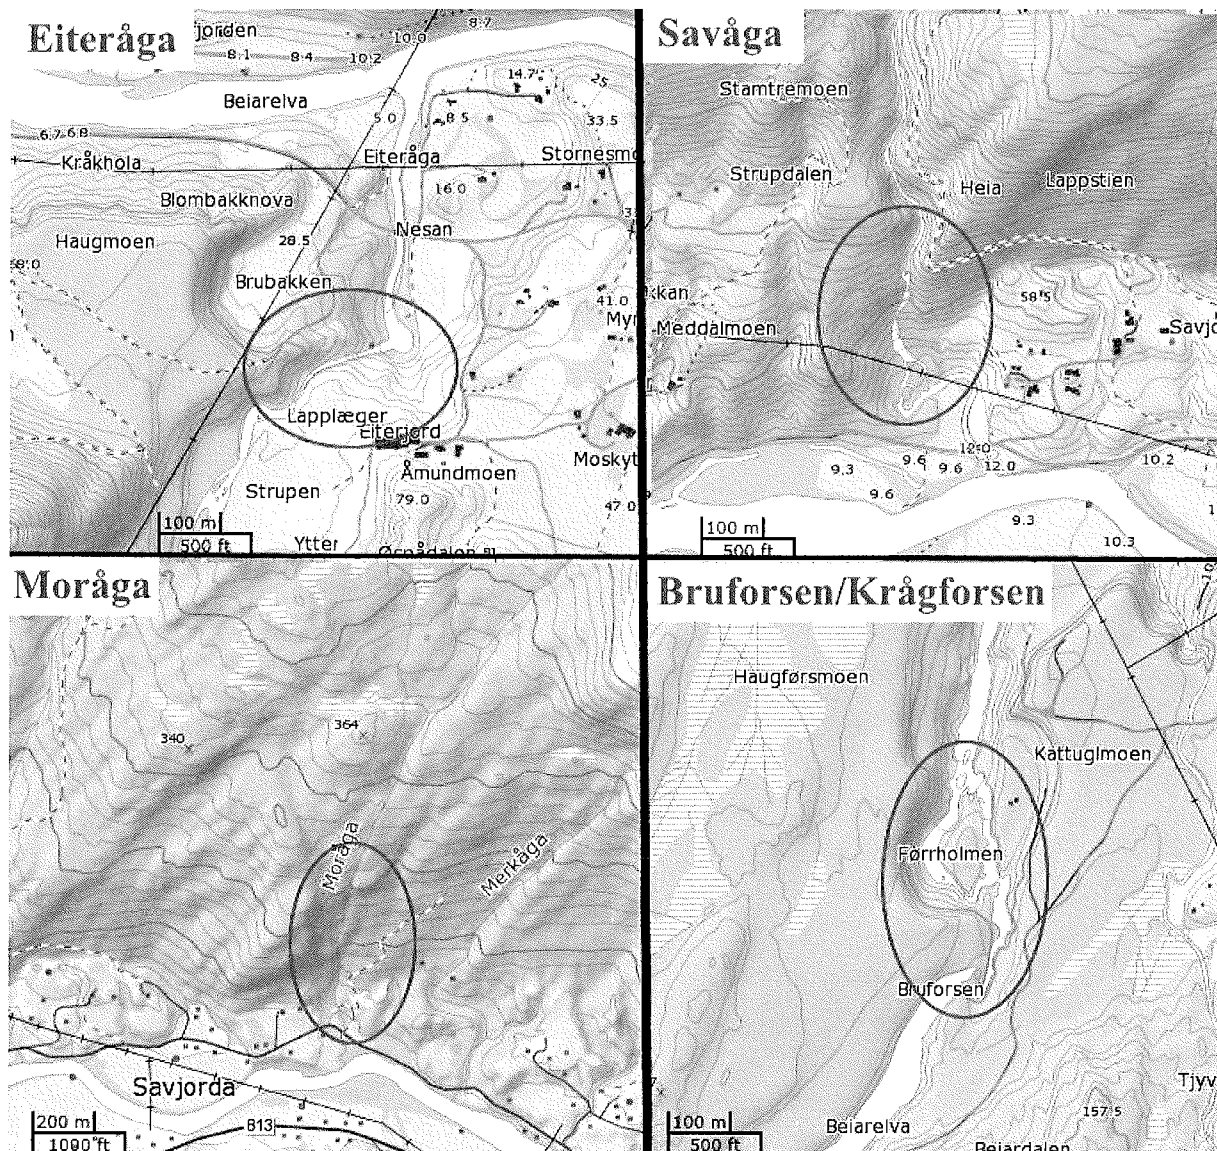 Eiteråga
jorden
8.7
10.0
8.1
8.4
10.2
14.7
25
Beiarelva
5.0
8.5
33.5
6.7
6.8
Kråkhola
Eiteråga
Stornesmo
Blombakknova
16.0
Haugmoen
28.5
Nesan
Brubakken
41.0
Myr
Lapplæger
Eiterjord
Åmundmoen
Moskyt
Strupen
79.0
47.0
100 m
500 ft
Ytter
Savåga
Stamtremoen
Strupdalen
Heia
Lappstien
kkan
58.5
Meddalmoen
Savjo
12.0
9.3
9.6
9.6
12.0
10.2
9.6
9.3
10.3
100 m
500 ft
Moråga
340
364
Moråga
Merkåga
Savjorda
200 m
1000 ft
813
Bruforsen/Krågforsen
Haugførsmoen
Kattuglmoen
Førrholmen
Bruforsen
Tjyv
157.5
100 m
500 ft
Beiarelva
Beiardalen